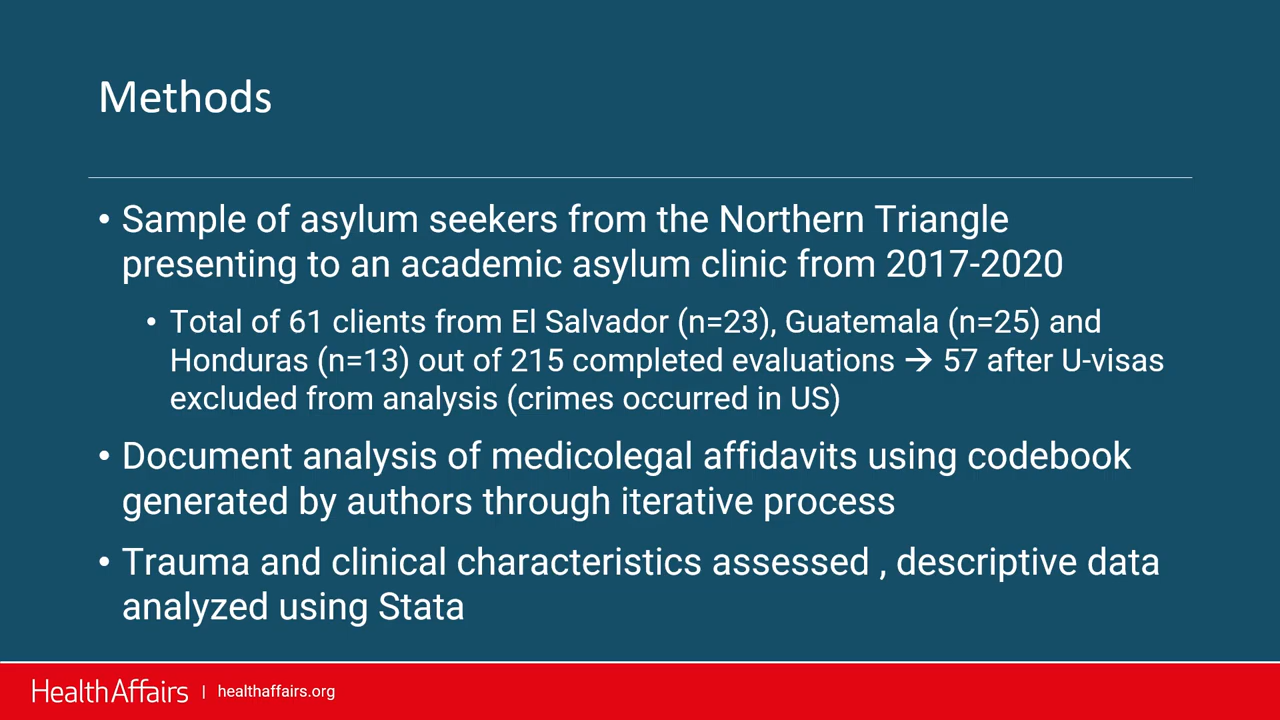 Methods
• Sample of asylum seekers from the Northern Triangle
presenting to an academic asylum clinic from 2017-2020
• Total of 61 clients from El Salvador (n=23), Guatemala (n=25) and
Honduras (n=13) out of 215 completed evaluations → 57 after U-visas
excluded from analysis (crimes occurred in US)
• Document analysis of medicolegal affidavits using codebook
generated by authors through iterative process
• Trauma and clinical characteristics assessed , descriptive data
analyzed using Stata
HealthAffairs | healthaffairs.org